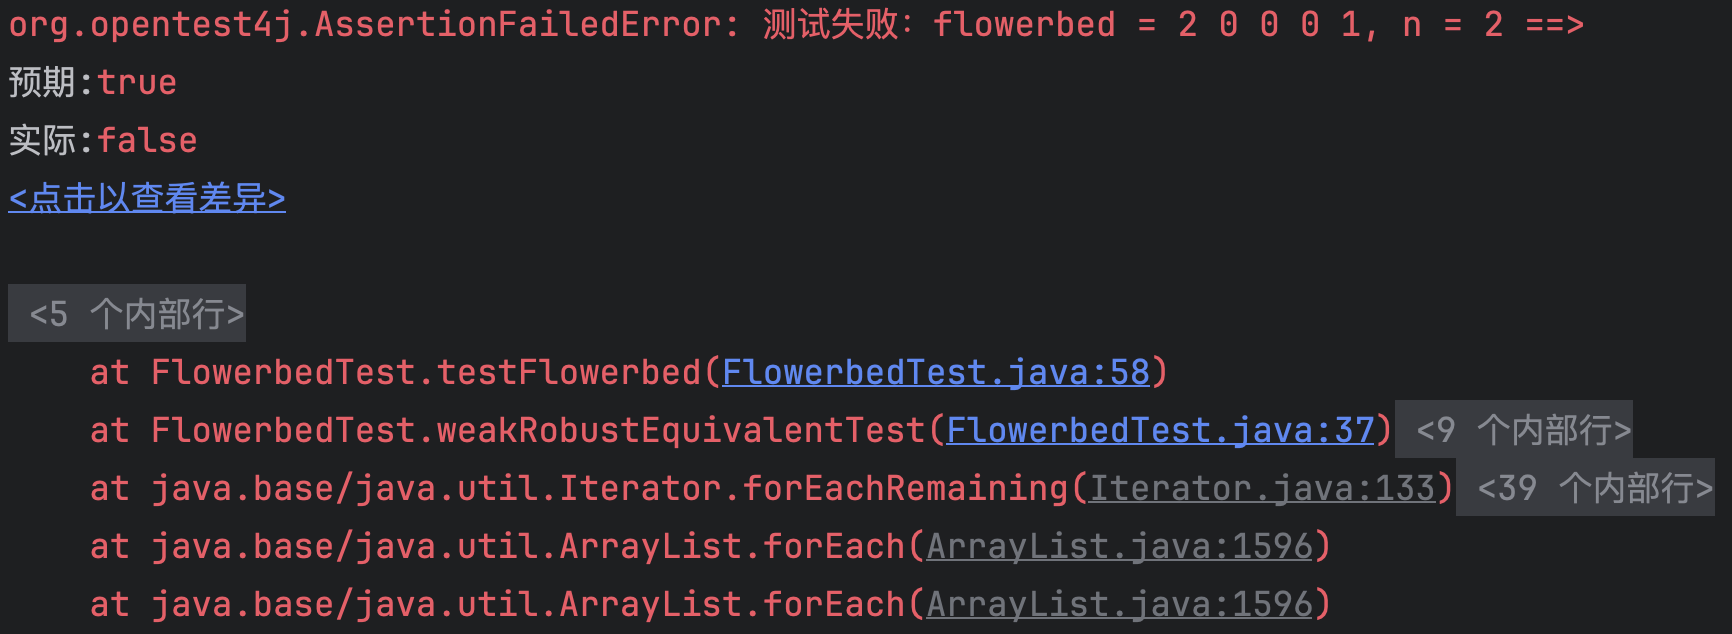 org.opentest4j.AssertionFailedError: 测试失败：flowerbed = 2 0 0 0 1, n = 2 ==>
预期:true
实际:false
<点击以查看差异>
<5 个内部行>
at FlowerbedTest.testFlowerbed(FlowerbedTest.java:58)
at FlowerbedTest.weakRobustEquivalentTest(FlowerbedTest.java:37) <9 个内部行>
at java.base/java.util.Iterator.forEachRemaining(Iterator.java:133) <39 个内部行>
at java.base/java.util.ArrayList.forEach(ArrayList.java:1596)
at java.base/java.util.ArrayList.forEach(ArrayList.java:1596)